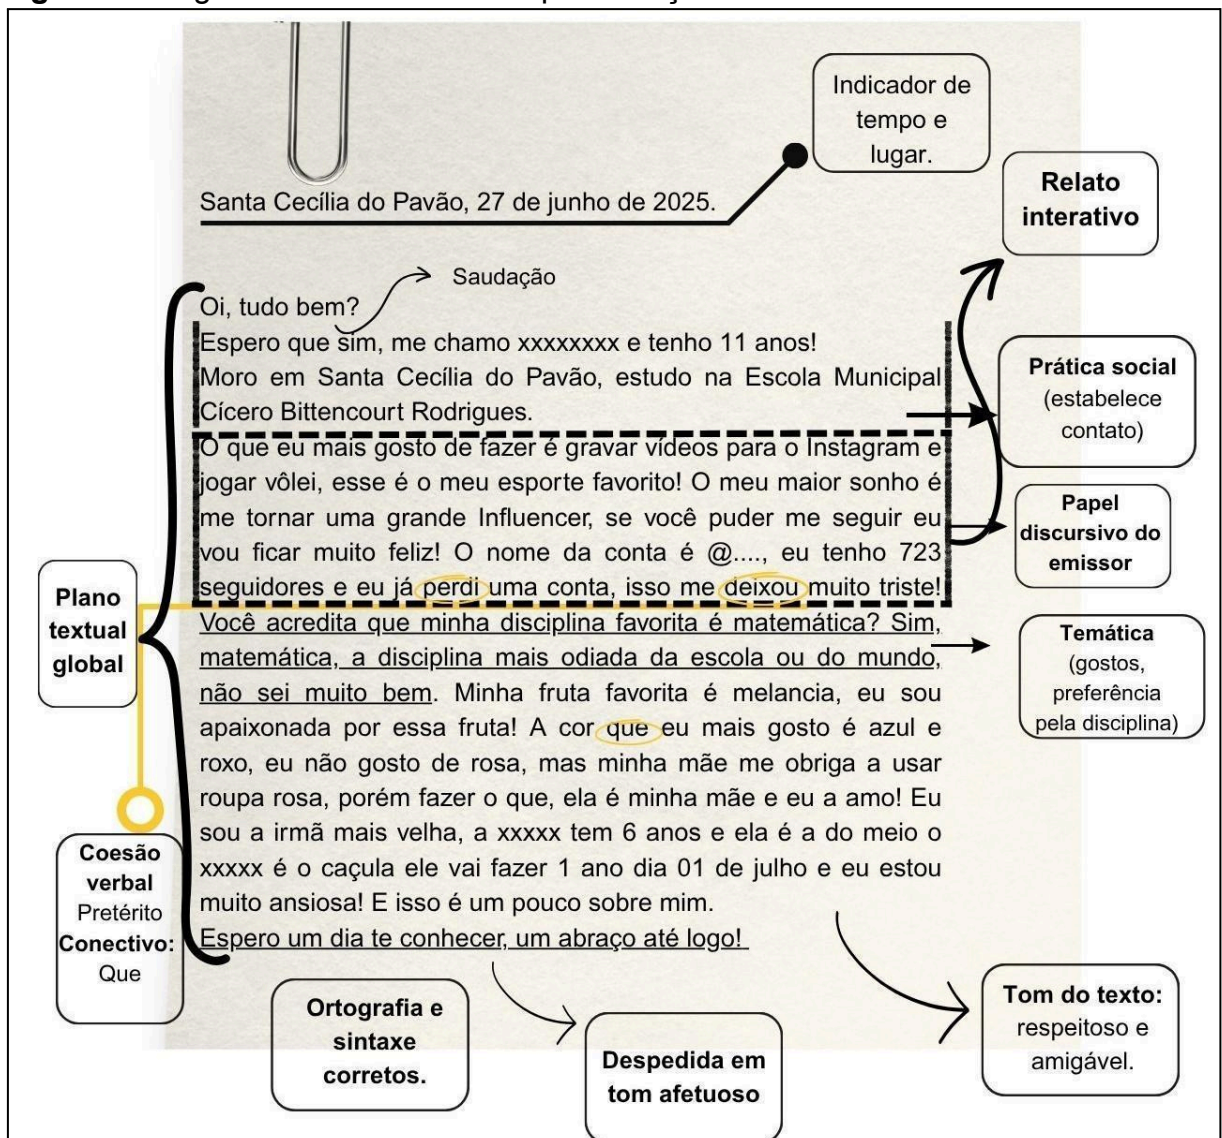 Indicador de
tempo e
lugar.
Relato
interativo
Santa Cecília do Pavão, 27 de junho de 2025.
Saudação
Oi, tudo bem?
Espero que sim, me chamo xxxxxxxx e tenho 11 anos!
Moro em Santa Cecília do Pavão, estudo na Escola Municipal
Cícero Bittencourt Rodrigues.
Prática social
(estabelece
contato)
O que eu mais gosto de fazer é gravar vídeos para o Instagram e
jogar vôlei, esse é o meu esporte favorito! O meu maior sonho é
me tornar uma grande Influencer, se você puder me seguir eu
vou ficar muito feliz! O nome da conta é @...., eu tenho 723
seguidores e eu já perdi uma conta, isso me deixou muito triste!
Papel
discursivo do
emissor
Plano
textual
global
Você acredita que minha disciplina favorita é matemática? Sim,
matemática, a disciplina mais odiada da escola ou do mundo,
não sei muito bem. Minha fruta favorita é melancia, eu sou
apaixonada por essa fruta! A cor que eu mais gosto é azul e
roxo, eu não gosto de rosa, mas minha mãe me obriga a usar
roupa rosa, porém fazer o que, ela é minha mãe e eu a amo! Eu
sou a irmã mais velha, a xxxxx tem 6 anos e ela é a do meio o
xxxxx é o caçula ele vai fazer 1 ano dia 01 de julho e eu estou
muito ansiosa! E isso é um pouco sobre mim.
Espero um dia te conhecer, um abraço até logo!
Temática
(gostos,
preferência
pela disciplina)
Coesão
verbal
Pretérito
Conectivo:
Que
Ortografia e
sintaxe
corretos.
Despedida em
tom afetuoso
Tom do texto:
respeitoso e
amigável.